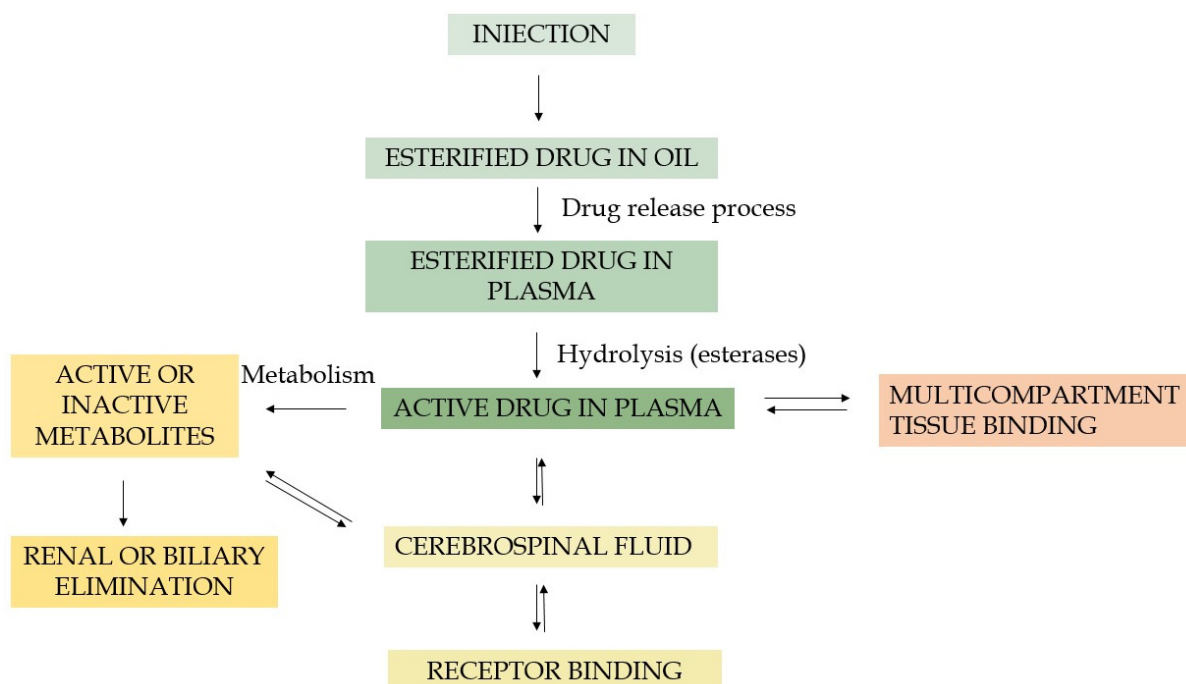 INIECTION
ESTERIFIED DRUG IN OIL
Drug release process
ESTERIFIED DRUG IN
PLASMA
Hydrolysis (esterases)
ACTIVE OR
INACTIVE
METABOLITES
Metabolism
ACTIVE DRUG IN PLASMA
MULTICOMPARTMENT
TISSUE BINDING
RENAL OR BILIARY
ELIMINATION
CEREBROSPINAL FLUID
RECEPTOR BINDING